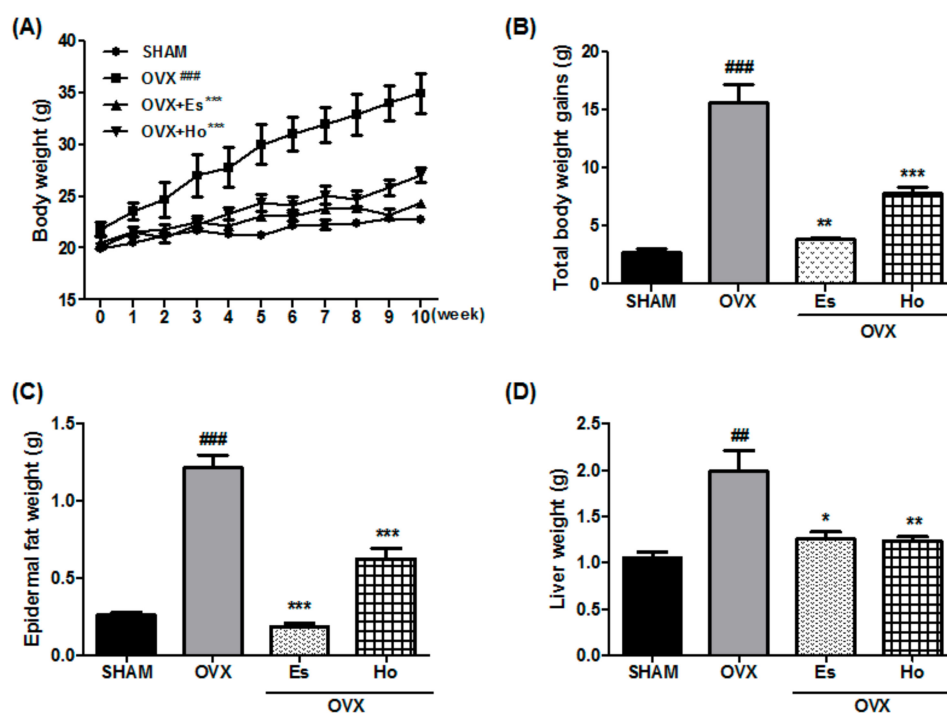 (A)
40
35
30
25
20
15
Body weight (g)
SHAM
OVX ###
OVX+Es***
OVX+Ho***
0 1 2 3 4 5 6 7 8 9 10 (week)
(B)
20
15
10
5
0
Total body weight gains (g)
###
**
***
SHAM OVX Es Ho
OVX
(C)
1.5
1.0
0.5
0.0
Epidermal fat weight (g)
###
***
***
SHAM OVX Es Ho
OVX
(D)
2.5
2.0
1.5
1.0
0.5
0.0
Liver weight (g)
##
*
**
SHAM OVX Es Ho
OVX